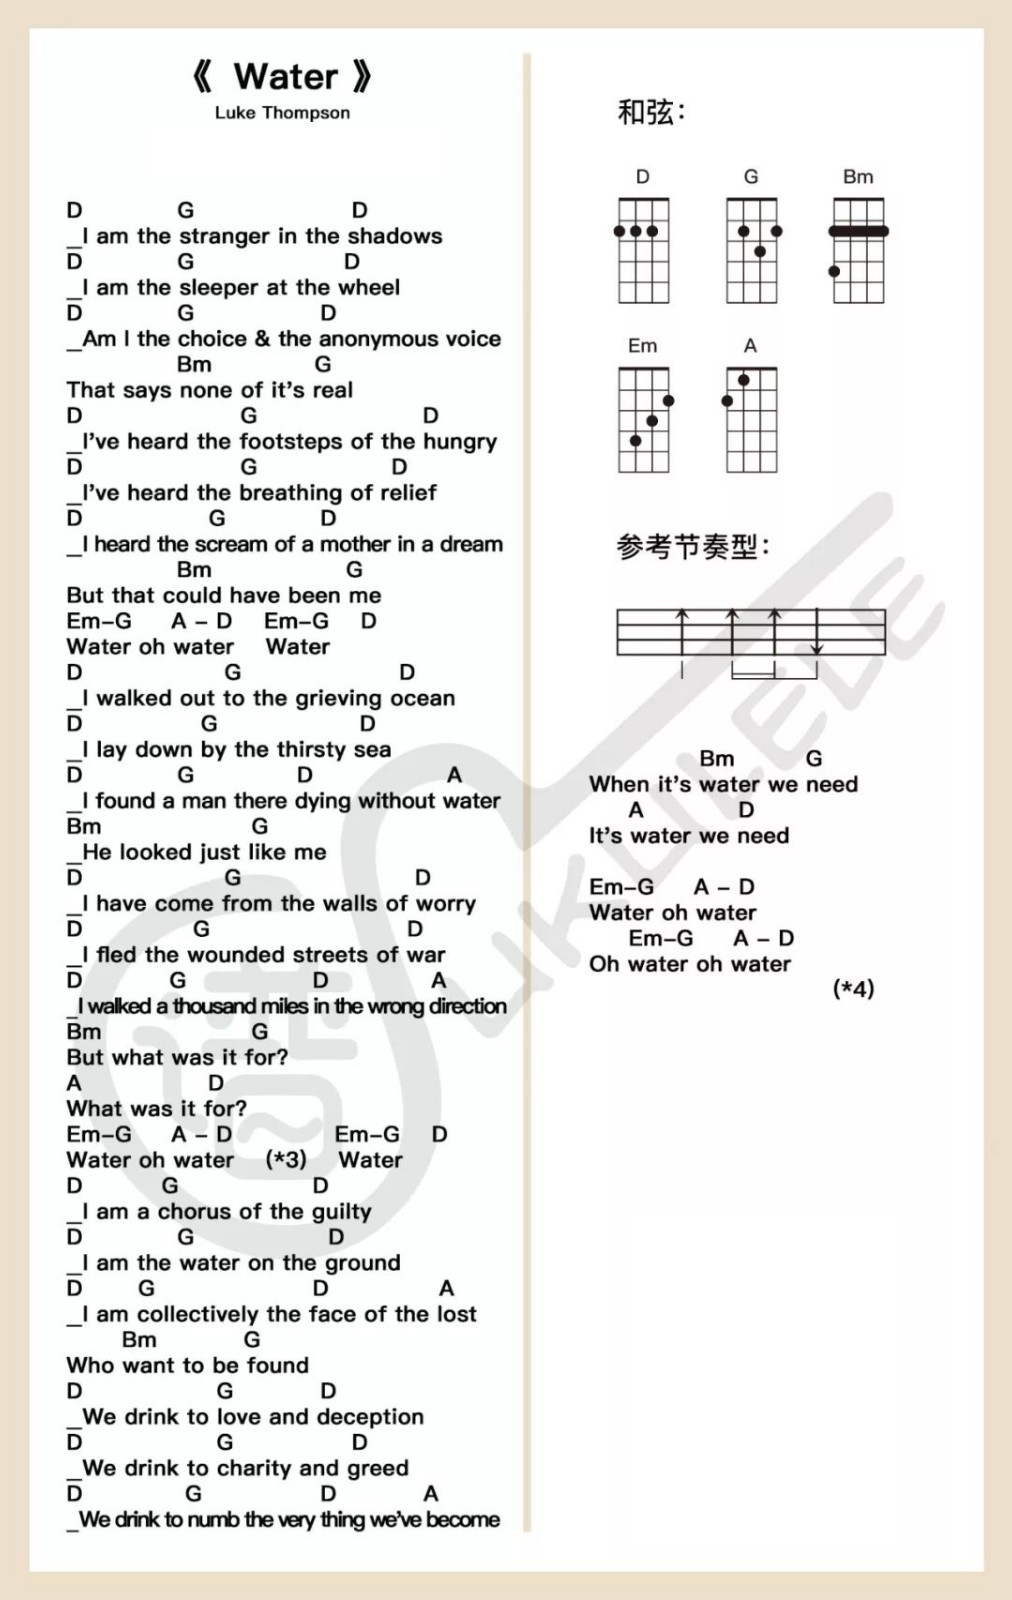 《 Water 》
Luke Thompson
D G D
_I am the stranger in the shadows
D G D
_I am the sleeper at the wheel
D G D
_Am I the choice & the anonymous voice
Bm G
That says none of it's real
D G D
_I've heard the footsteps of the hungry
D G D
_I've heard the breathing of relief
D G D
_I heard the scream of a mother in a dream
Bm G
But that could have been me
Em-G A - D Em-G D
Water oh water Water
D G D
_I walked out to the grieving ocean
D G D
_I lay down by the thirsty sea
D G D A
_I found a man there dying without water
Bm G
_He looked just like me
D G D
_I have come from the walls of worry
D G D
_I fled the wounded streets of war
D G D A
_I walked a thousand miles in the wrong direction
Bm G
But what was it for?
A D
What was it for?
Em-G A - D Em-G D
Water oh water (*3) Water
D G D
_I am a chorus of the guilty
D G D
_I am the water on the ground
D G D A
_I am collectively the face of the lost
Bm G
Who want to be found
D G D
_We drink to love and deception
D G D
_We drink to charity and greed
D G D A
_We drink to numb the very thing we've become
和弦:
D G Bm
Em A
参考节奏型:
Bm G
When it's water we need
A D
It's water we need
Em-G A - D
Water oh water
Em-G A - D
Oh water oh water
(*4)
UKULELE